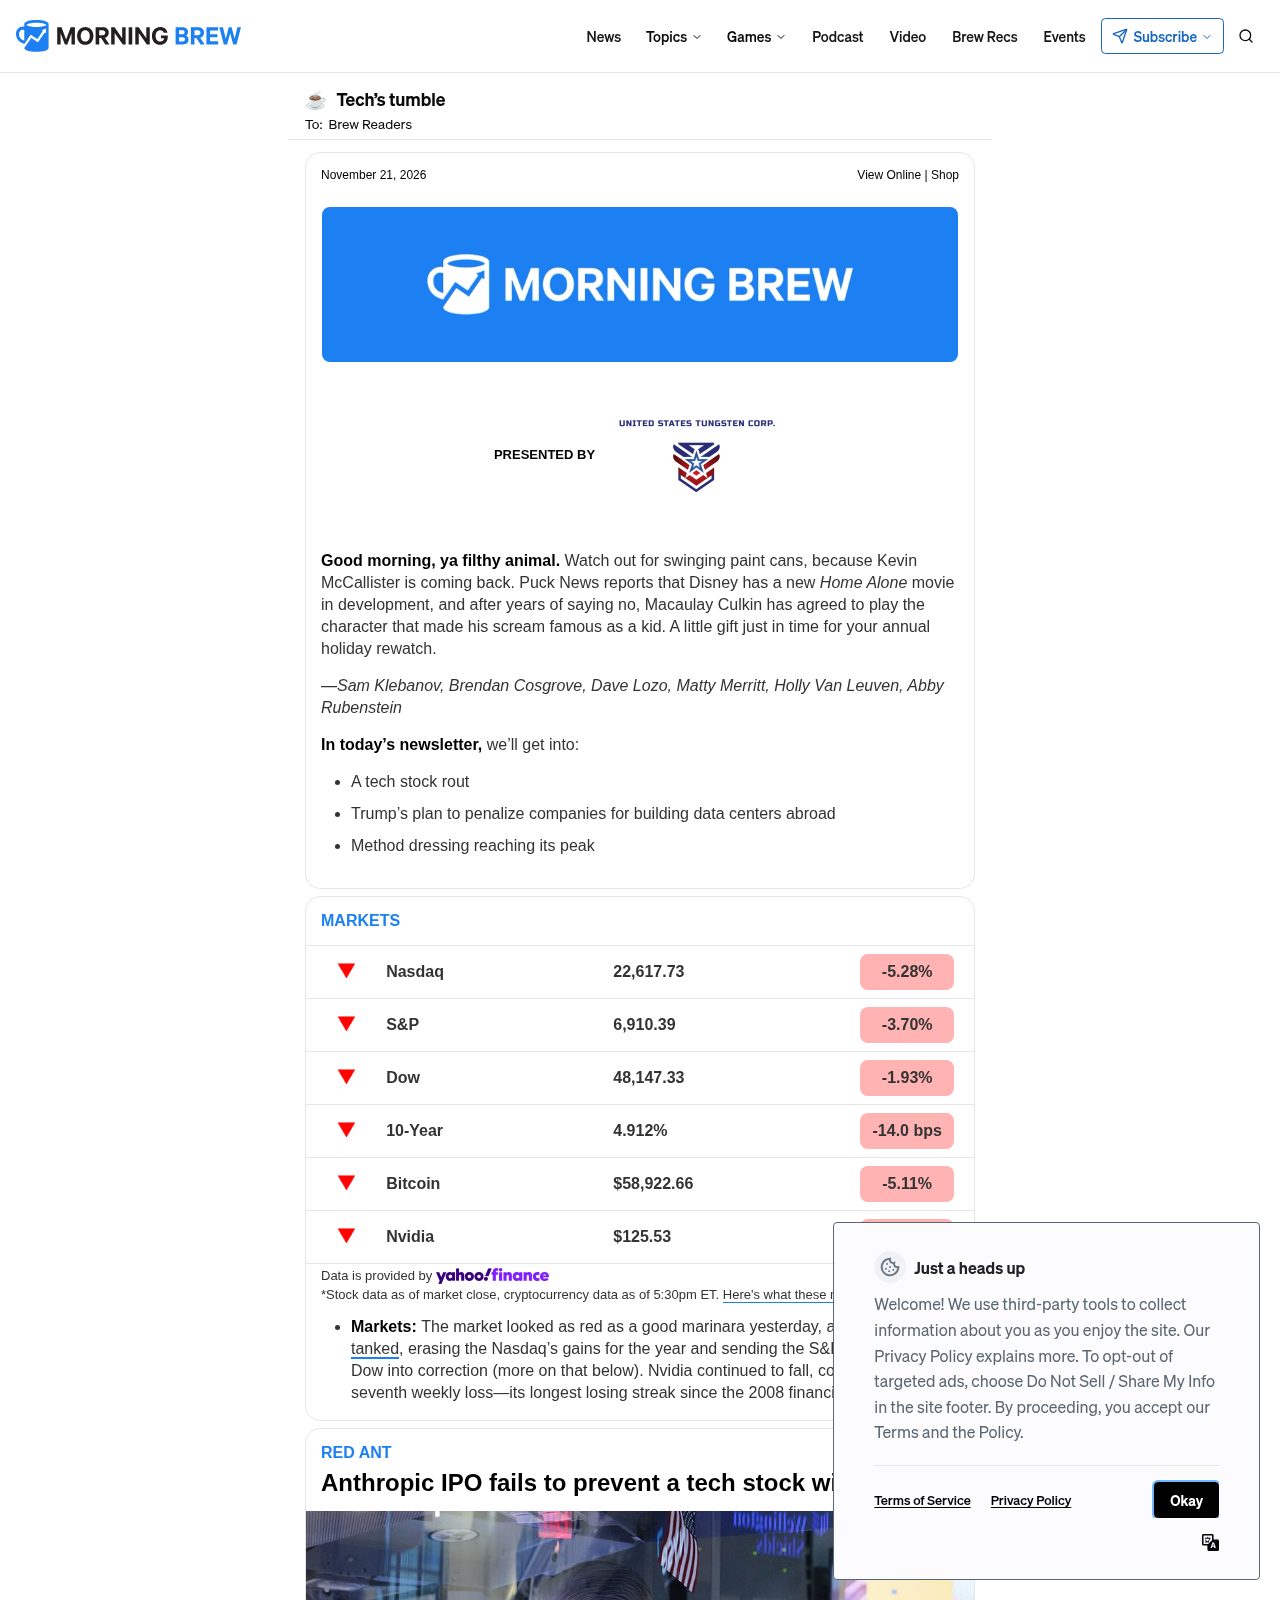 MORNING BREW
News Topics Games Podcast Video Brew Recs Events Subscribe
☕ Tech’s tumble
To: Brew Readers
November 21, 2026 View Online | Shop
MORNING BREW
UNITED STATES TUNGSTEN CORP.
PRESENTED BY
Good morning, ya filthy animal. Watch out for swinging paint cans, because Kevin
McCallister is coming back. Puck News reports that Disney has a new Home Alone movie
in development, and after years of saying no, Macaulay Culkin has agreed to play the
character that made his scream famous as a kid. A little gift just in time for your annual
holiday rewatch.
—Sam Klebanov, Brendan Cosgrove, Dave Lozo, Matty Merritt, Holly Van Leuven, Abby
Rubenstein
In today’s newsletter, we’ll get into:
• A tech stock rout
• Trump’s plan to penalize companies for building data centers abroad
• Method dressing reaching its peak
MARKETS
▼ Nasdaq 22,617.73 -5.28%
▼ S&P 6,910.39 -3.70%
▼ Dow 48,147.33 -1.93%
▼ 10-Year 4.912% -14.0 bps
▼ Bitcoin $58,922.66 -5.11%
▼ Nvidia $125.53
Data is provided by yahoo!finance
*Stock data as of market close, cryptocurrency data as of 5:30pm ET. Here's what these
• Markets: The market looked as red as a good marinara yesterday,
tanked, erasing the Nasdaq’s gains for the year and sending the
Dow into correction (more on that below). Nvidia continued to fall,
seventh weekly loss—its longest losing streak since the 2008
RED ANT
Anthropic IPO fails to prevent a tech stock
Just a heads up
Welcome! We use third-party tools to collect
information about you as you enjoy the site. Our
Privacy Policy explains more. To opt-out of
targeted ads, choose Do Not Sell / Share My Info
in the site footer. By proceeding, you accept our
Terms and the Policy.
Terms of Service Privacy Policy Okay